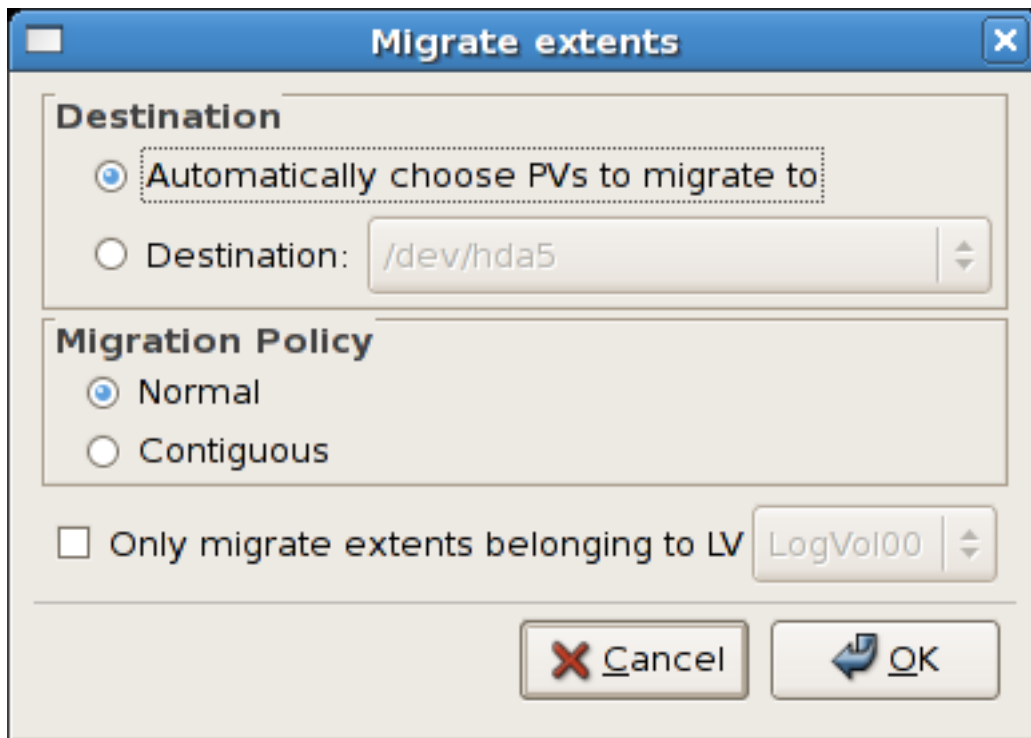 Migrate extents
Destination
Automatically choose PVs to migrate to
Destination: /dev/hda5
Migration Policy
Normal
Contiguous
Only migrate extents belonging to LV LogVol00
Cancel OK